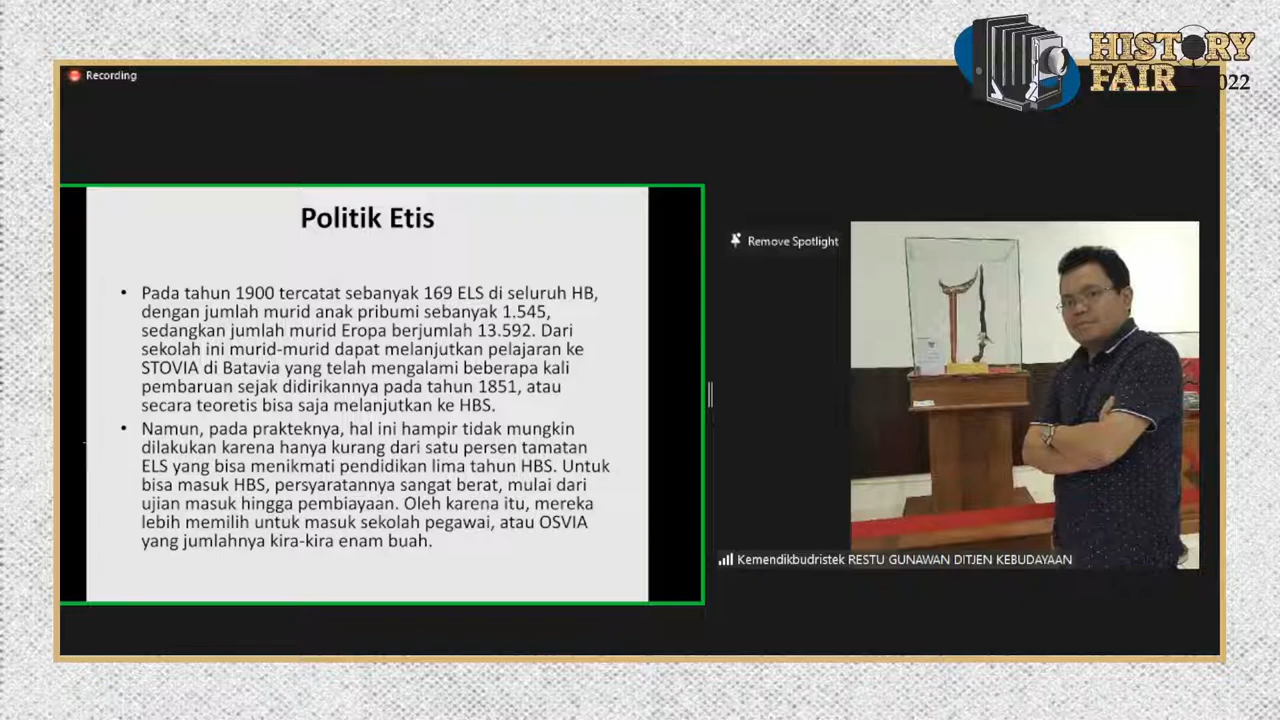 HISTORY
FAIR 2022
Recording
Politik Etis
• Pada tahun 1900 tercatat sebanyak 169 ELS di seluruh HB,
dengan jumlah murid anak pribumi sebanyak 1.545,
sedangkan jumlah murid Eropa berjumlah 13.592. Dari
sekolah ini murid-murid dapat melanjutkan pelajaran ke
STOVIA di Batavia yang telah mengalami beberapa kali
pembaruan sejak didirikannya pada tahun 1851, atau
secara teoretis bisa saja melanjutkan ke HBS.
• Namun, pada prakteknya, hal ini hampir tidak mungkin
dilakukan karena hanya kurang dari satu persen tamatan
ELS yang bisa menikmati pendidikan lima tahun HBS. Untuk
bisa masuk HBS, persyaratannya sangat berat, mulai dari
ujian masuk hingga pembiayaan. Oleh karena itu, mereka
lebih memilih untuk masuk sekolah pegawai, atau OSVIA
yang jumlahnya kira-kira enam buah.
Remove Spotlight
Kemendikbudristek RESTU GUNAWAN DITJEN KEBUDAYAAN